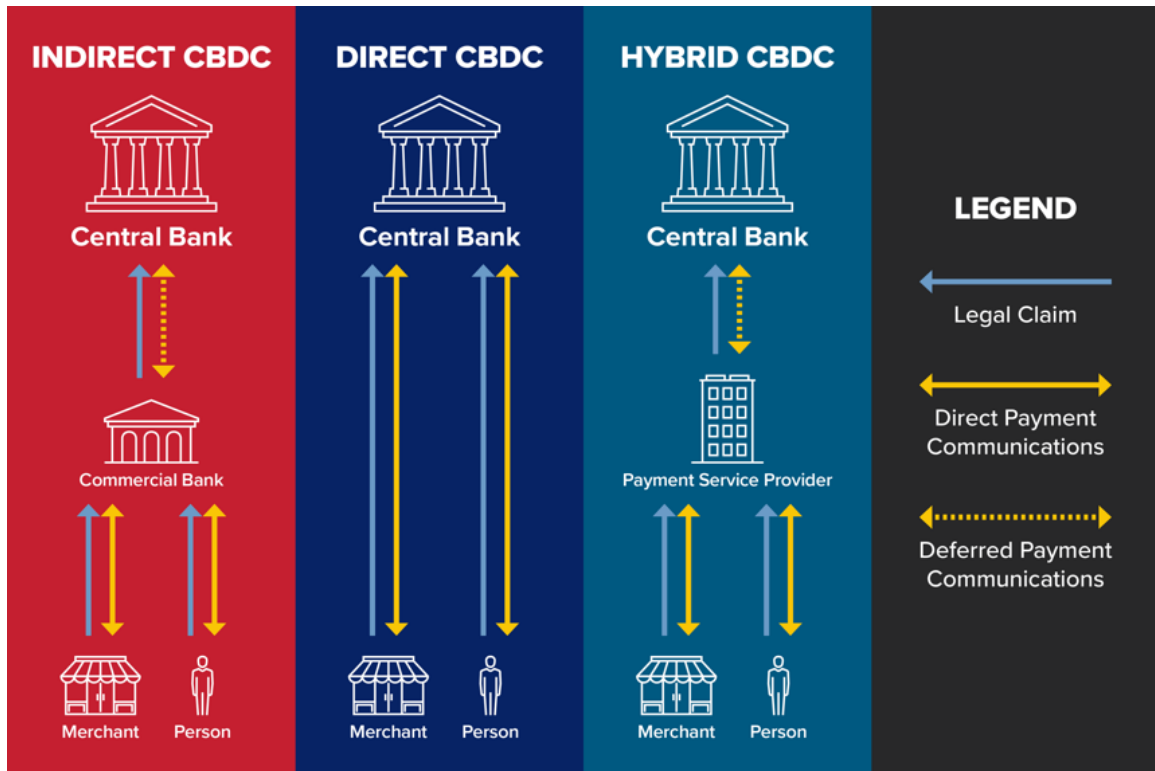 INDIRECT CBDC
Central Bank
Commercial Bank
Merchant
Person
DIRECT CBDC
Central Bank
Merchant
Person
HYBRID CBDC
Central Bank
Payment Service Provider
Merchant
Person
LEGEND
Legal Claim
Direct Payment
Communications
Deferred Payment
Communications